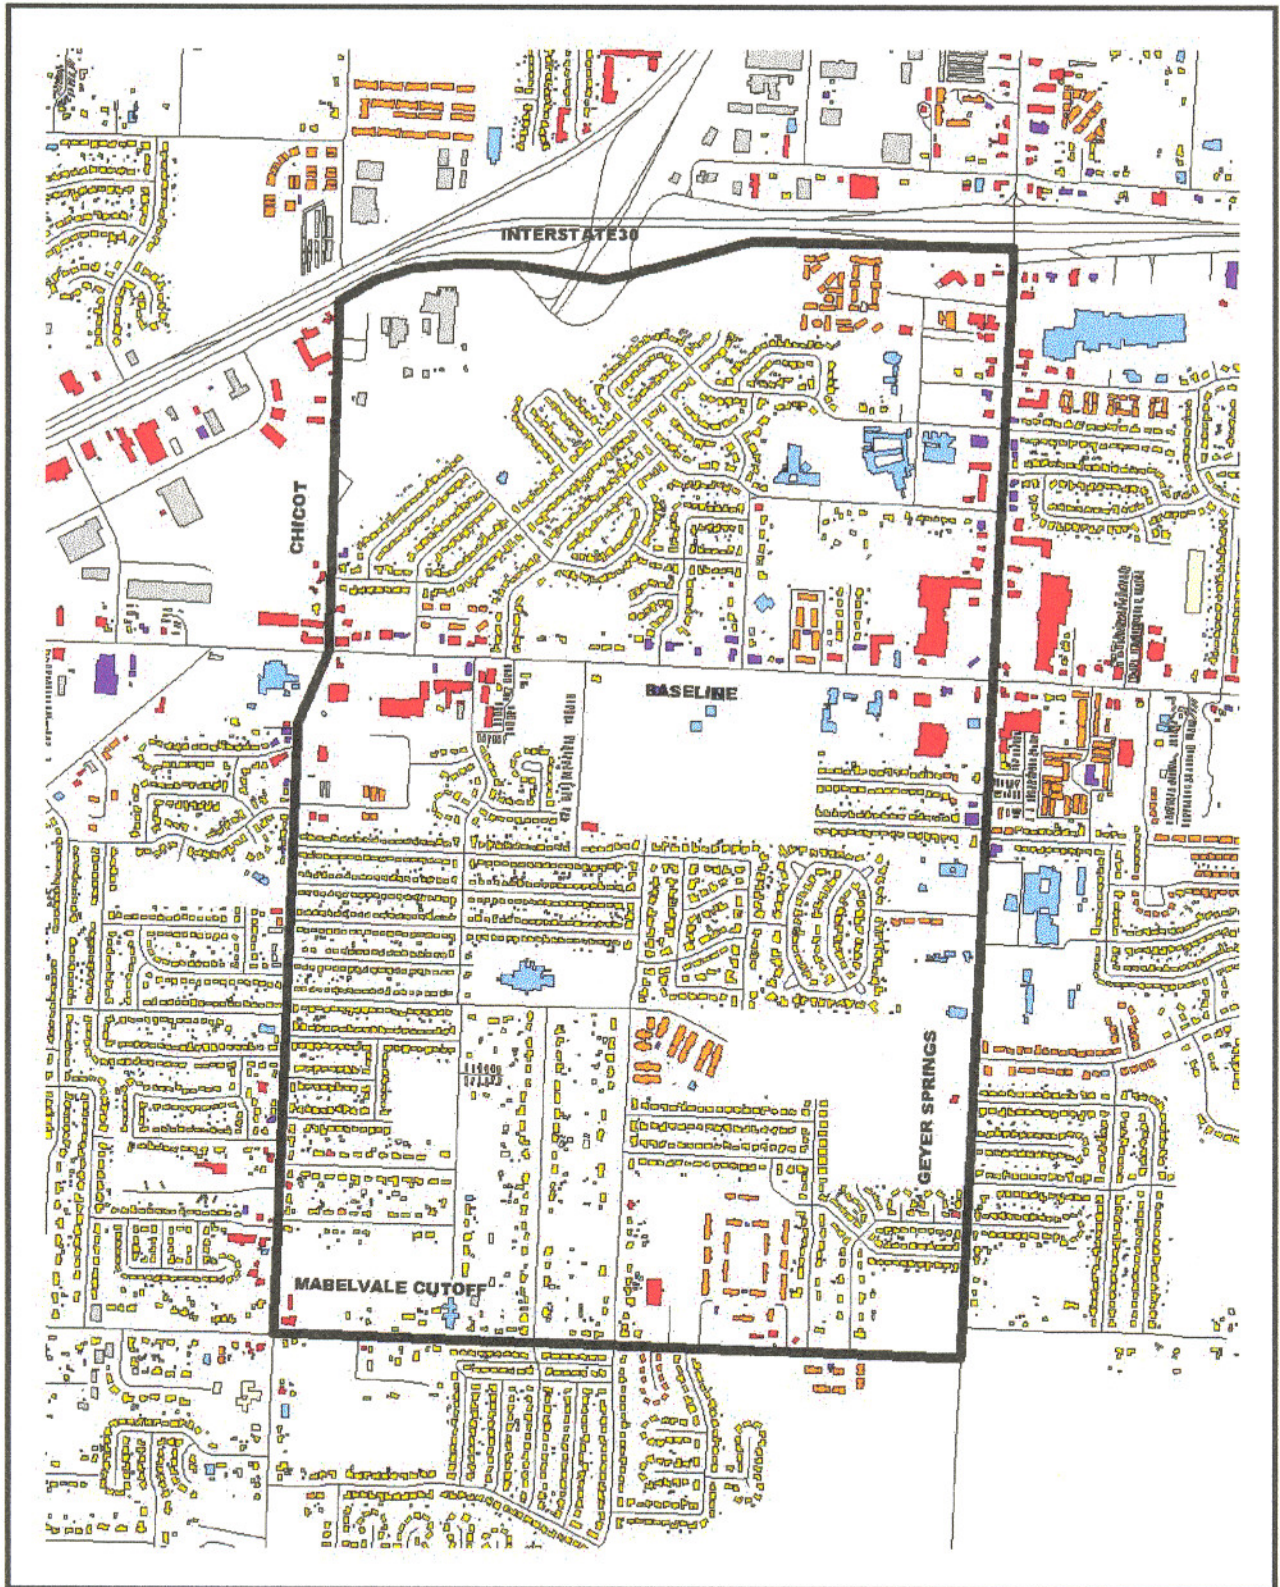 INTERSTATE30
CHICOT
BASELINE
GEYER SPRINGS
MABELVALE CUTOFF